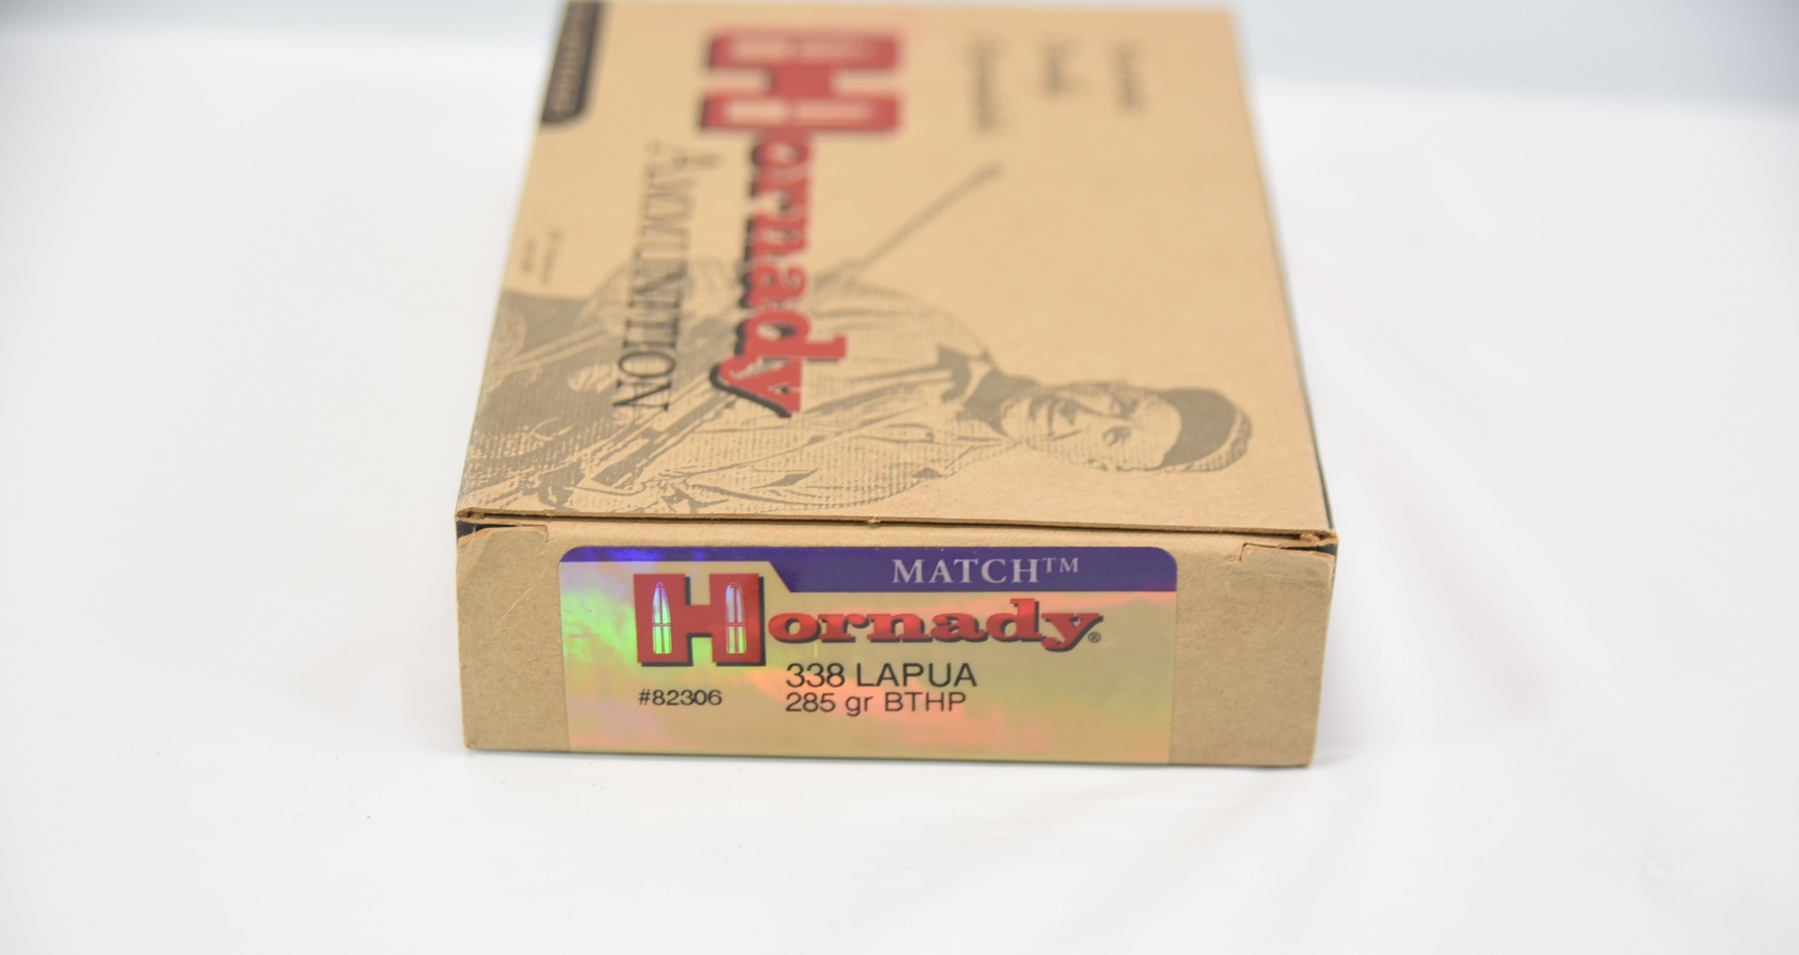 Hornady
AMMUNITION
MATCH™
Hornady®
338 LAPUA
#82306
285 gr BTHP